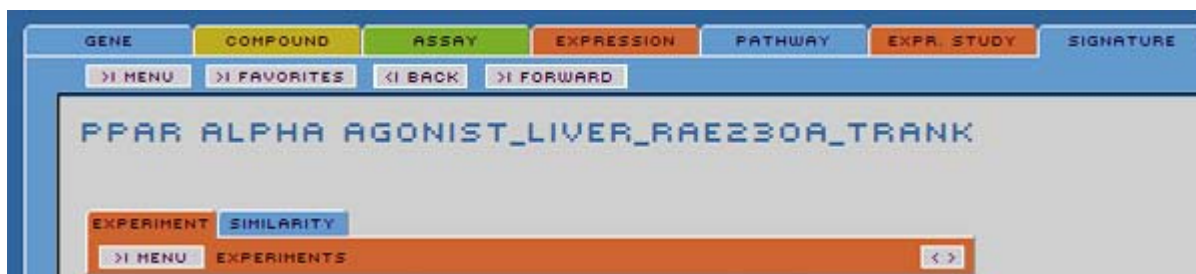 GENE COMPOUND ASSAY EXPRESSION PATHWAY EXPR. STUDY SIGNATURE
>| MENU >| FAVORITES <| BACK >| FORWARD
PPAR ALPHA AGONIST_LIVER_RAE230A_TRANK
EXPERIMENT SIMILARITY
>| MENU EXPERIMENTS < >